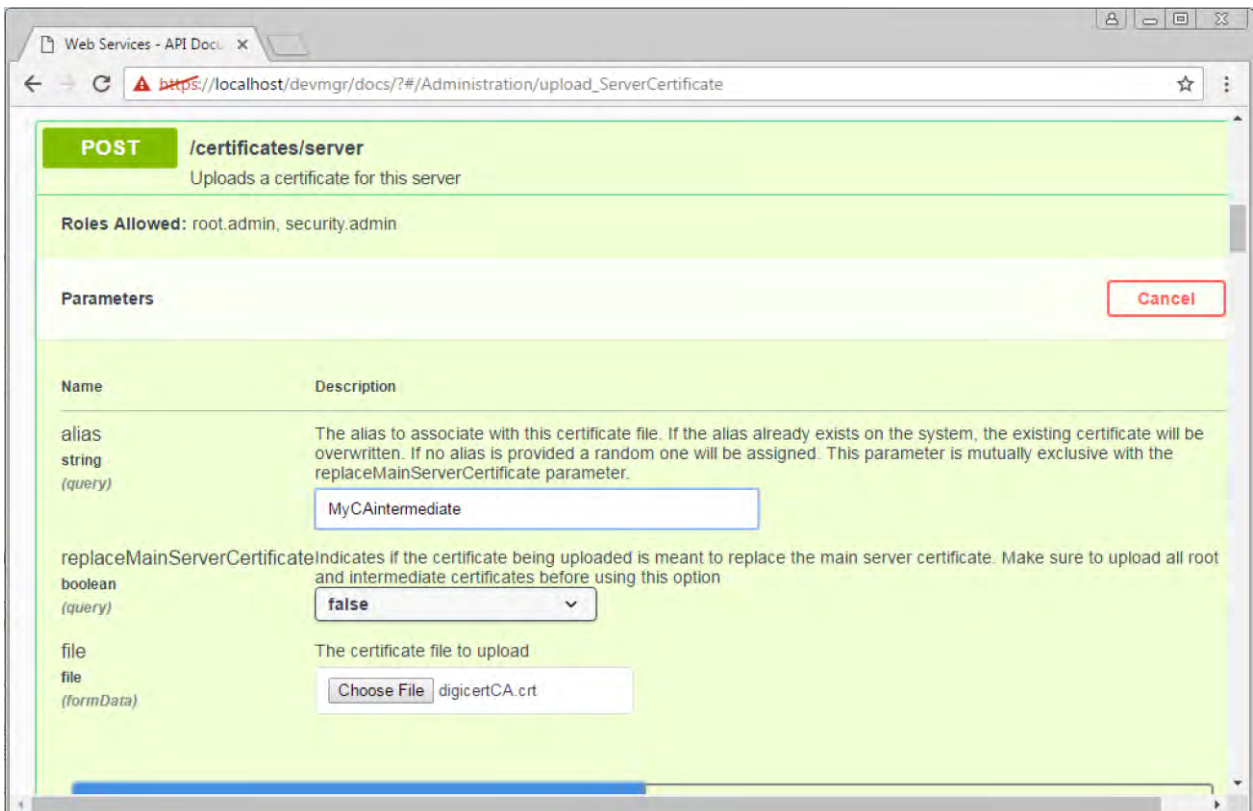 Web Services - API Docu
https://localhost/devmgr/docs/?#/Administration/upload_ServerCertificate
POST /certificates/server
Uploads a certificate for this server
Roles Allowed: root.admin, security.admin
Parameters
Cancel
Name Description
alias
string
(query)
The alias to associate with this certificate file. If the alias already exists on the system, the existing certificate will be
overwritten. If no alias is provided a random one will be assigned. This parameter is mutually exclusive with the
replaceMainServerCertificate parameter.
MyCAintermediate
replaceMainServerCertificate
boolean
(query)
Indicates if the certificate being uploaded is meant to replace the main server certificate. Make sure to upload all root
and intermediate certificates before using this option
false
file
file
(formData)
The certificate file to upload
Choose File digicertCA.crt